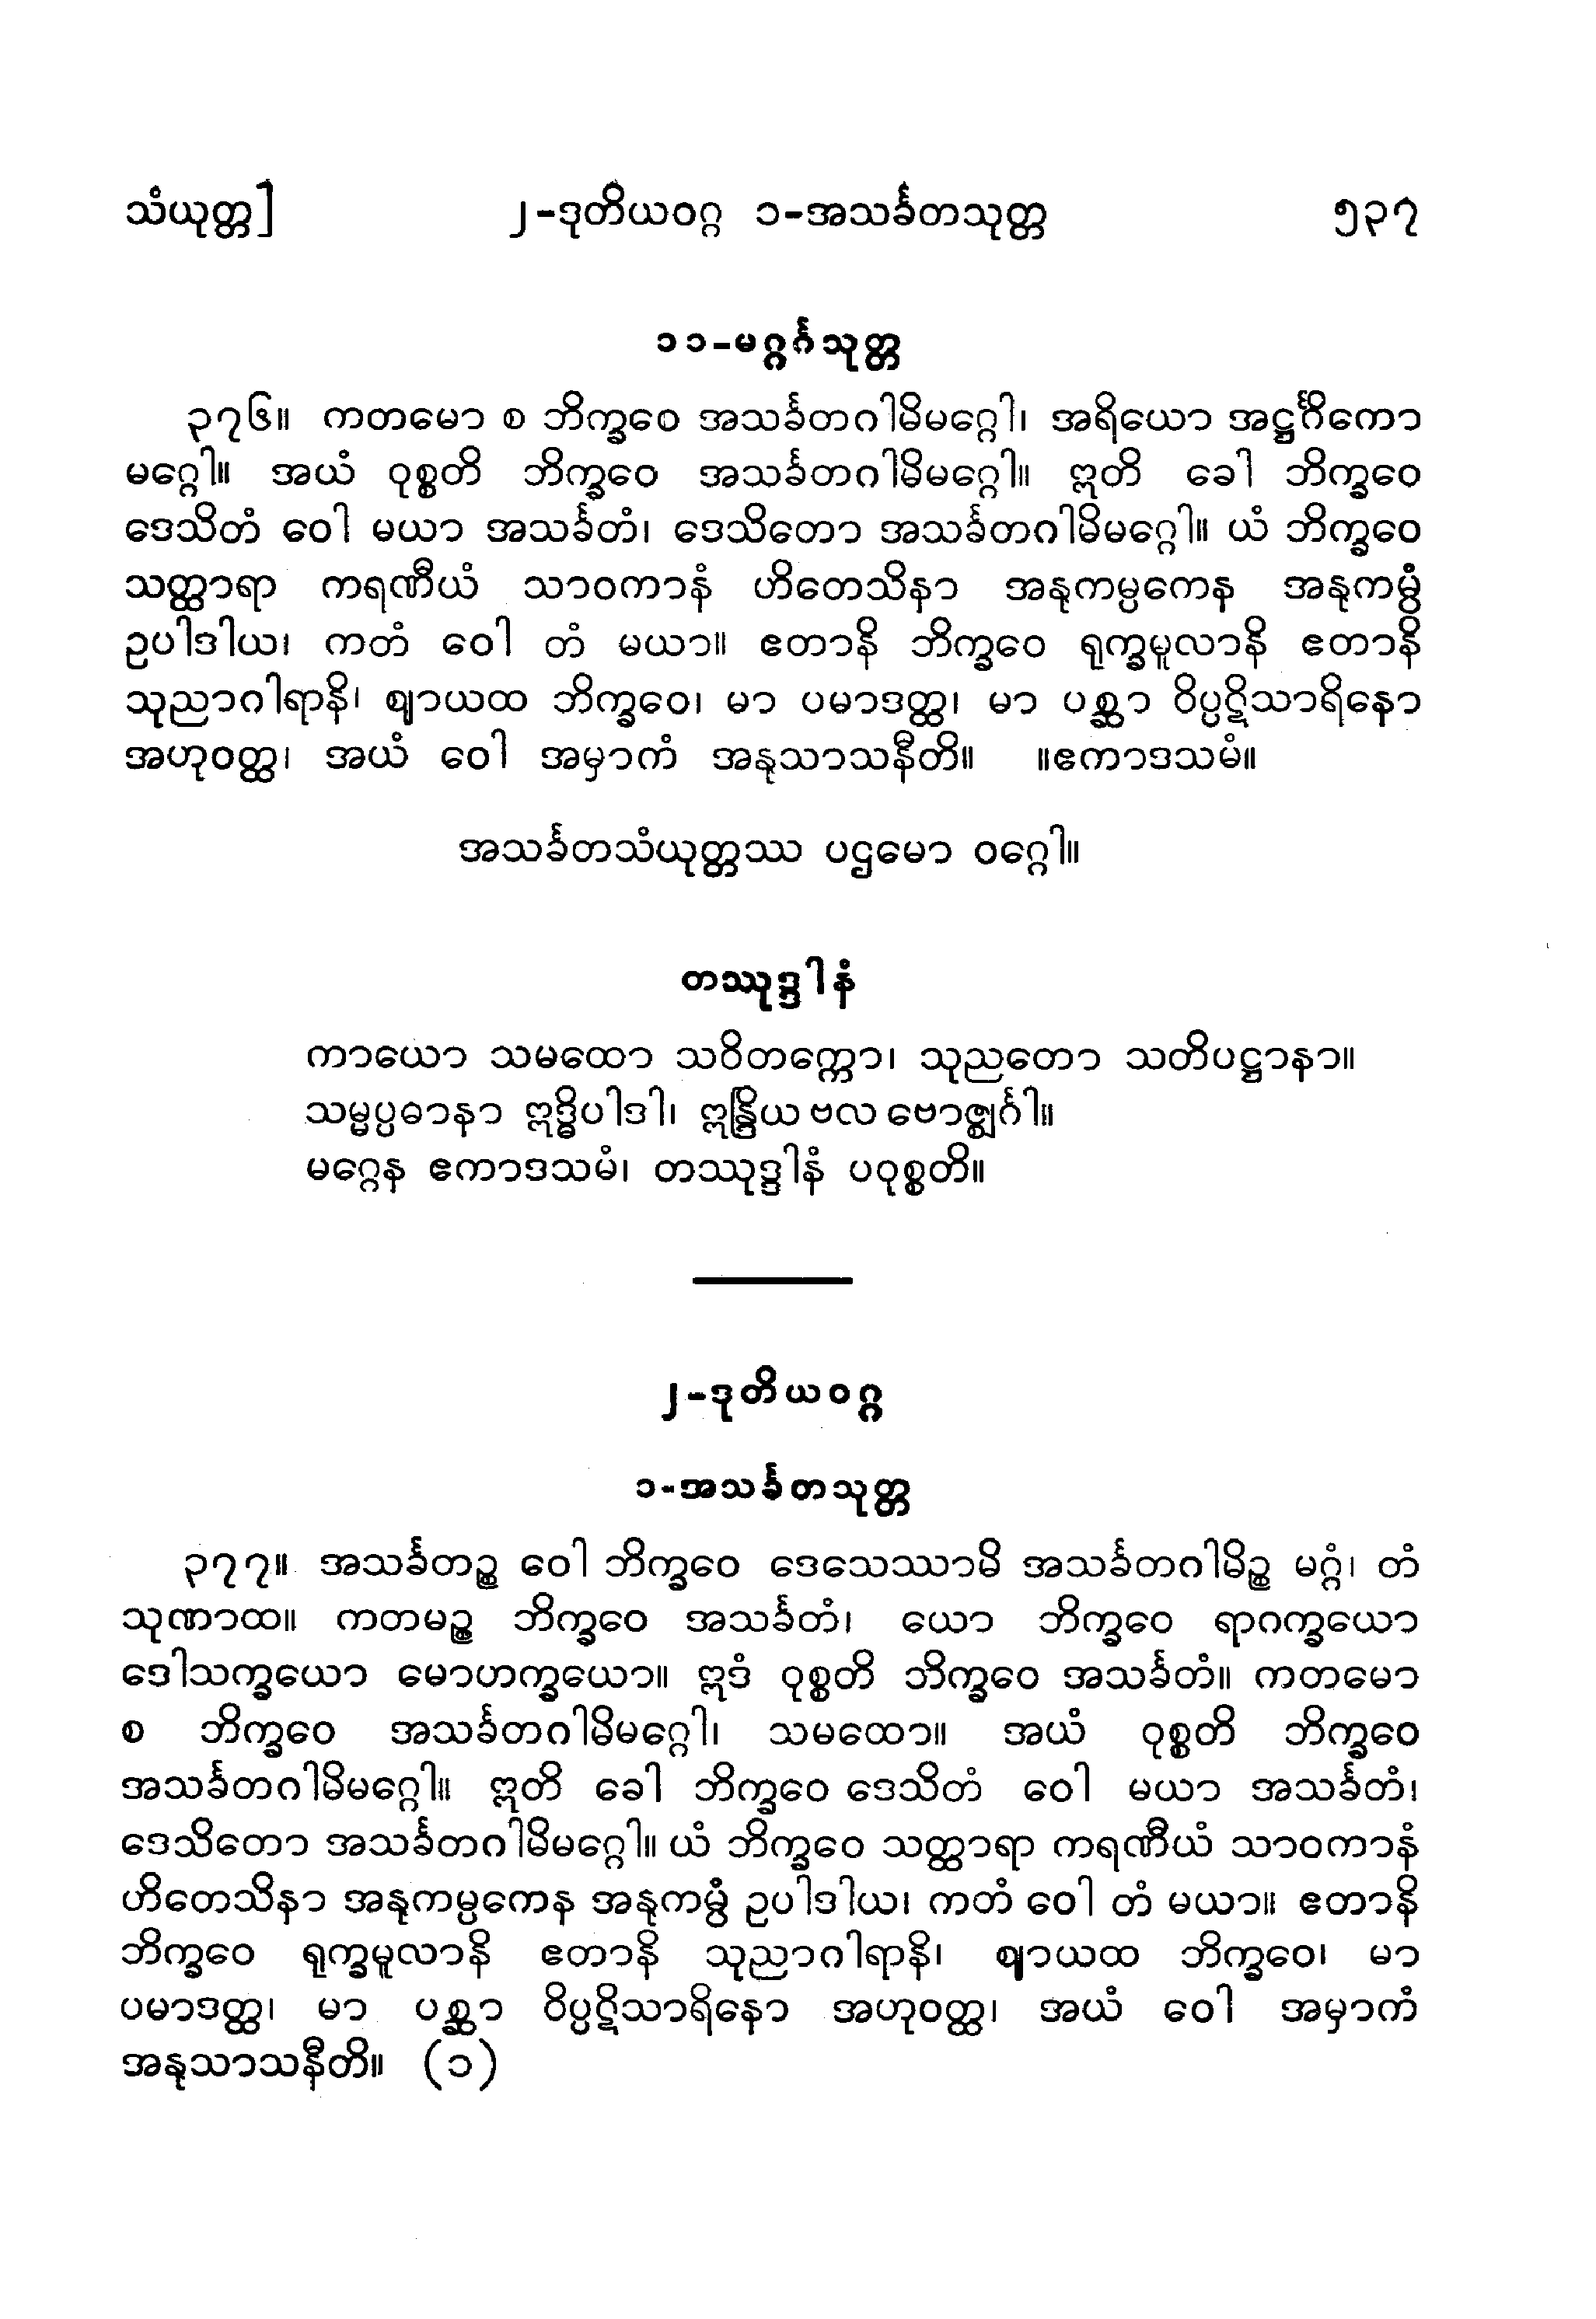 သံယုတ္တ]	၂-ဒုတိယဝဂ္ဂ ၁-အသင်္ခတသုတ္တ	၅၃၇
၁၁-မဂ္ဂင်္ဂသုတ္တ
၃၇၆။ ကတမော စ ဘိက္ခဝေ အသင်္ခတဂါမိမဂ္ဂေါ၊ အရိယော အဋ္ဌင်္ဂိကော
မဂ္ဂေါ။ အယံ ဝုစ္စတိ ဘိက္ခဝေ အသင်္ခတဂါမိမဂ္ဂေါ။ ဣတိ ခေါ ဘိက္ခဝေ
ဒေသိတံ ဝေါ မယာ အသင်္ခတံ၊ ဒေသိတော အသင်္ခတဂါမိမဂ္ဂေါ။ ယံ ဘိက္ခဝေ
သတ္ထာရာ ကရဏီယံ သာဝကာနံ ဟိတေသိနာ အနုကမ္ပကေန အနုကမ္ပံ
ဥပါဒါယ၊ ကတံ ဝေါ တံ မယာ။ ဧတာနိ ဘိက္ခဝေ ရုက္ခမူလာနိ ဧတာနိ
သုညာဂါရာနိ၊ ဈာယထ ဘိက္ခဝေ၊ မာ ပမာဒတ္ထ၊ မာ ပစ္ဆာ ဝိပ္ပဋိသာရိနော
အဟုဝတ္ထ၊ အယံ ဝေါ အမှာကံ အနုသာသနီတိ။ ။ဧကာဒသမံ။
အသင်္ခတသံယုတ္တဿ ပဌမော ဝဂ္ဂေါ။
တဿုဒ္ဒါနံ
ကာယော သမထော သဝိတက္ကော၊ သုညတော သတိပဋ္ဌာနာ။
သမ္မပ္ပဓာနာ ဣဒ္ဓိပါဒါ၊ ဣန္ဒြိယ ဗလ ဗောဇ္ဈင်္ဂါ။
မဂ္ဂေန ဧကာဒသမံ၊ တဿုဒ္ဒါနံ ပဝုစ္စတိ။
၂-ဒုတိယဝဂ္ဂ
၁-အသင်္ခတသုတ္တ
၃၇၇။ အသင်္ခတဉ္စ ဝေါ ဘိက္ခဝေ ဒေသေဿာမိ အသင်္ခတဂါမိဉ္စ မဂ္ဂံ၊ တံ
သုဏာထ။ ကတမဉ္စ ဘိက္ခဝေ အသင်္ခတံ၊ ယော ဘိက္ခဝေ ရာဂက္ခယော
ဒေါသက္ခယော မောဟက္ခယော။ ဣဒံ ဝုစ္စတိ ဘိက္ခဝေ အသင်္ခတံ။ ကတမော
စ ဘိက္ခဝေ အသင်္ခတဂါမိမဂ္ဂေါ၊ သမထော။ အယံ ဝုစ္စတိ ဘိက္ခဝေ
အသင်္ခတဂါမိမဂ္ဂေါ။ ဣတိ ခေါ ဘိက္ခဝေ ဒေသိတံ ဝေါ မယာ အသင်္ခတံ၊
ဒေသိတော အသင်္ခတဂါမိမဂ္ဂေါ။ ယံ ဘိက္ခဝေ သတ္ထာရာ ကရဏီယံ သာဝကာနံ
ဟိတေသိနာ အနုကမ္ပကေန အနုကမ္ပံ ဥပါဒါယ၊ ကတံ ဝေါ တံ မယာ။ ဧတာနိ
ဘိက္ခဝေ ရုက္ခမူလာနိ ဧတာနိ သုညာဂါရာနိ၊ ဈာယထ ဘိက္ခဝေ၊ မာ
ပမာဒတ္ထ၊ မာ ပစ္ဆာ ဝိပ္ပဋိသာရိနော အဟုဝတ္ထ၊ အယံ ဝေါ အမှာကံ
အနုသာသနီတိ။ (၁)